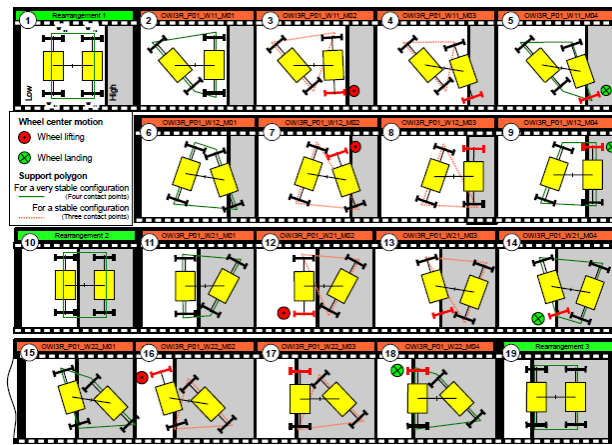 Rearrangement 1
OWI3R_P01_W11_M01
OWI3R_P01_W11_M02
OWI3R_P01_W11_M03
OWI3R_P01_W11_M04
1
2
3
4
5
Low
High
Wheel center motion
Wheel lifting
Wheel landing
Support polygon
For a very stable configuration
(Four contact points)
For a stable configuration
(Three contact points)
OWI3R_P01_W12_M01
OWI3R_P01_W12_M02
OWI3R_P01_W12_M03
OWI3R_P01_W12_M04
6
7
8
9
Rearrangement 2
OWI3R_P01_W21_M01
OWI3R_P01_W21_M02
OWI3R_P01_W21_M03
OWI3R_P01_W21_M04
10
11
12
13
14
OWI3R_P01_W22_M01
OWI3R_P01_W22_M02
OWI3R_P01_W22_M03
OWI3R_P01_W22_M04
Rearrangement 3
15
16
17
18
19